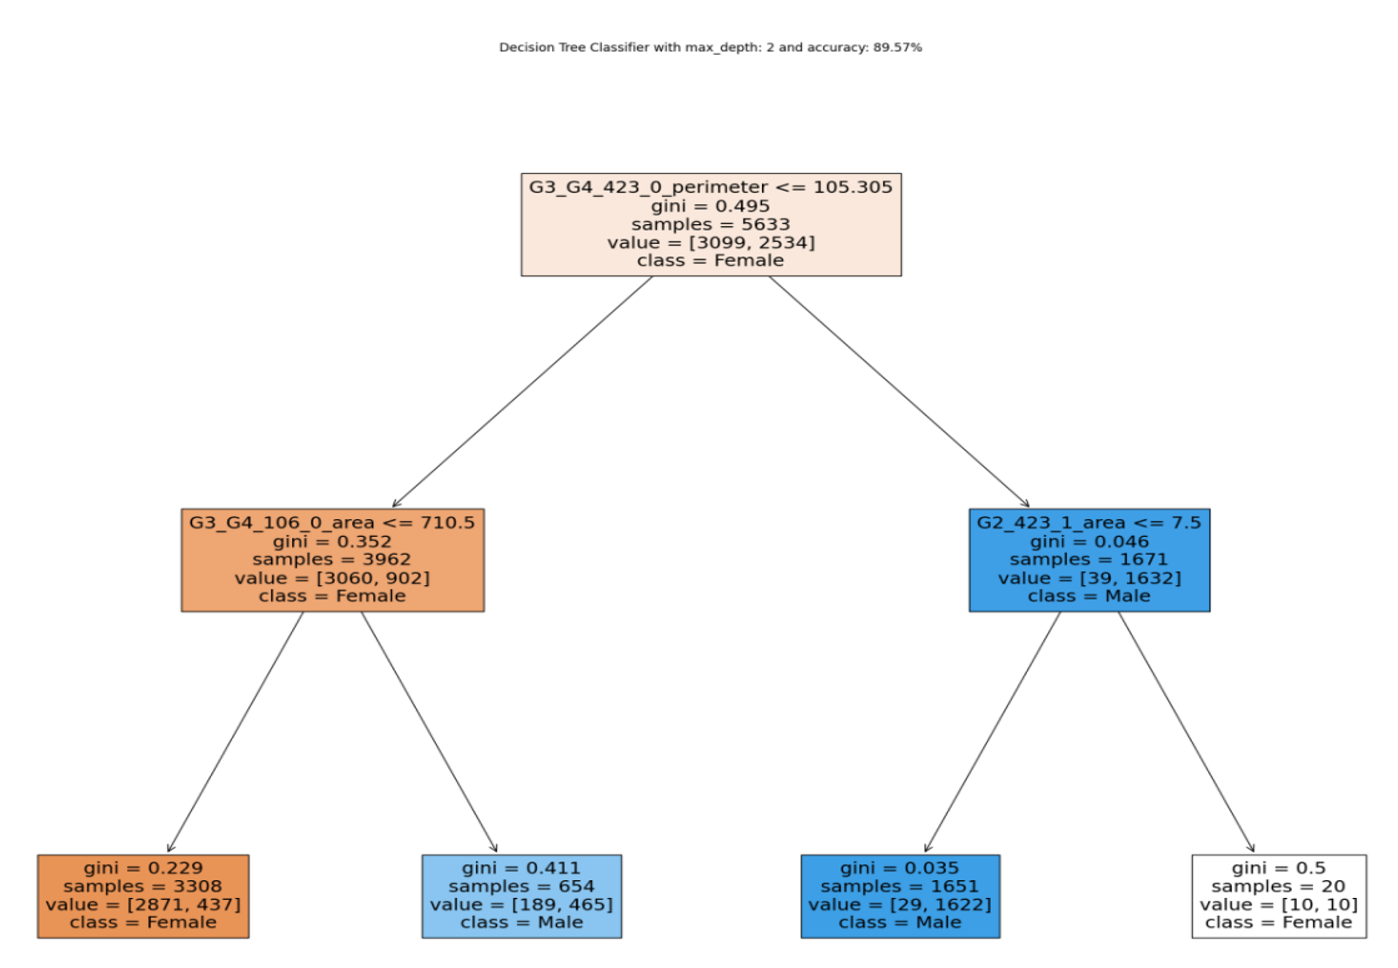 Decision Tree Classifier with max_depth: 2 and accuracy: 89.57%
G3_G4_423_0_perimeter <= 105.305
gini = 0.495
samples = 5633
value = [3099, 2534]
class = Female
G3_G4_106_0_area <= 710.5
gini = 0.352
samples = 3962
value = [3060, 902]
class = Female
G2_423_1_area <= 7.5
gini = 0.046
samples = 1671
value = [39, 1632]
class = Male
gini = 0.229
samples = 3308
value = [2871, 437]
class = Female
gini = 0.411
samples = 654
value = [189, 465]
class = Male
gini = 0.035
samples = 1651
value = [29, 1622]
class = Male
gini = 0.5
samples = 20
value = [10, 10]
class = Female